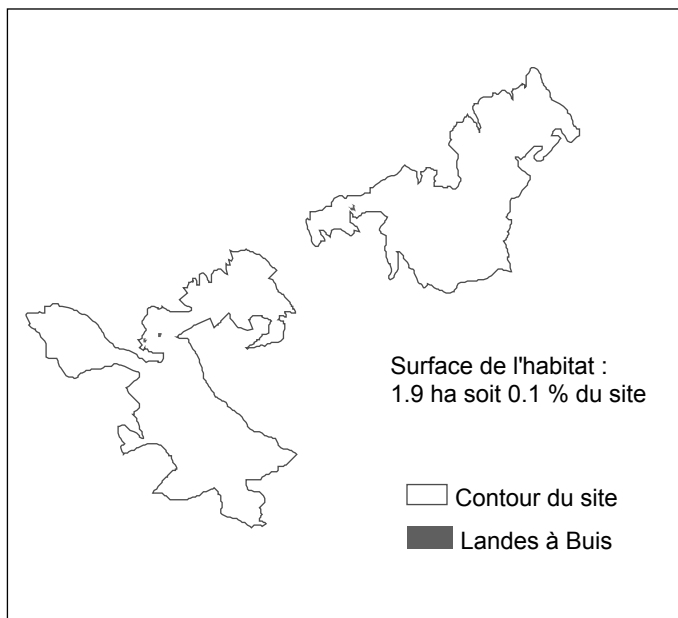 Surface de l'habitat :
1.9 ha soit 0.1 % du site
Contour du site
Landes à Buis